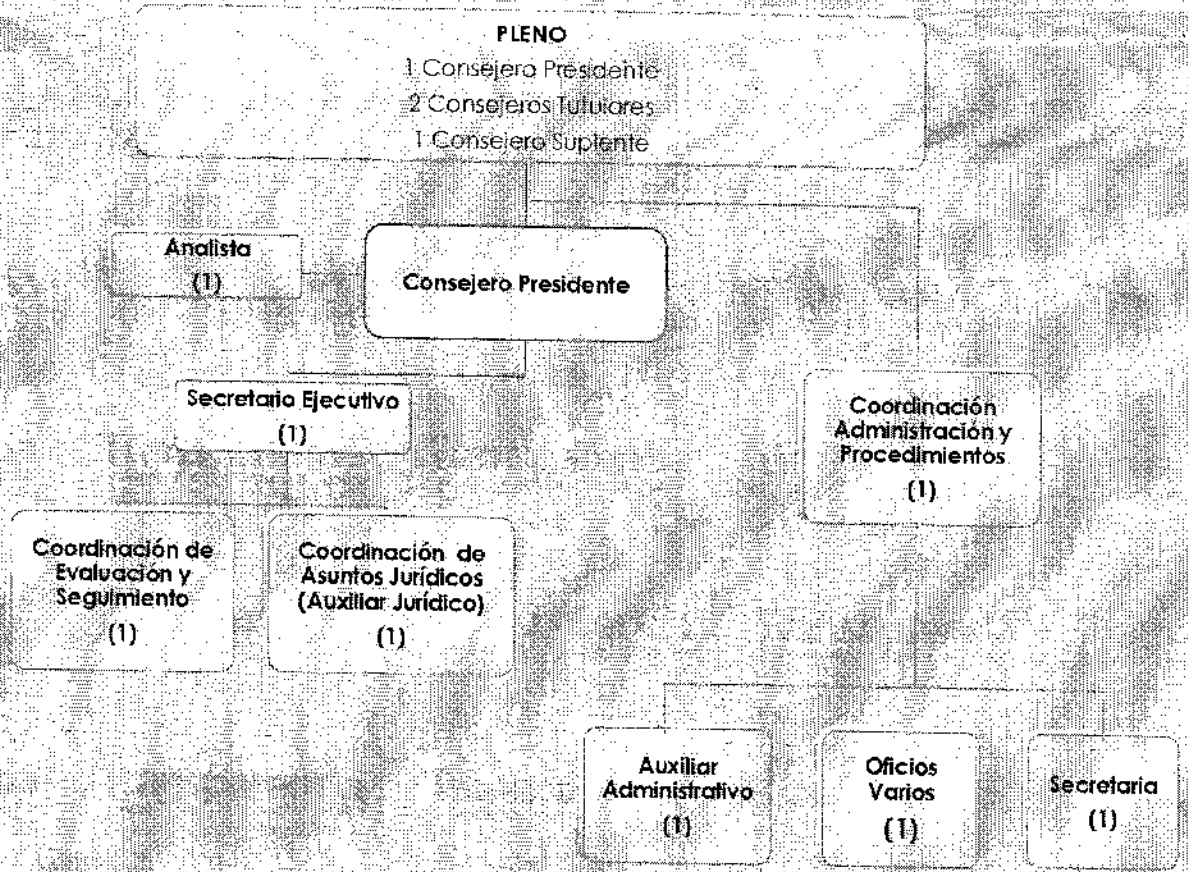 PLENO
1 Consejero Presidente
2 Consejeros Tutulares
1 Consejero Suplente
Analista
(1)
Consejero Presidente
Secretario Ejecutivo
(1)
Coordinación
Administración y
Procedimientos
(1)
Coordinación de
Evaluación y
Seguimiento
(1)
Coordinación de
Asuntos Jurídicos
(Auxiliar Jurídico)
(1)
Auxiliar
Administrativo
(1)
Oficios
Varios
(1)
Secretaria
(1)